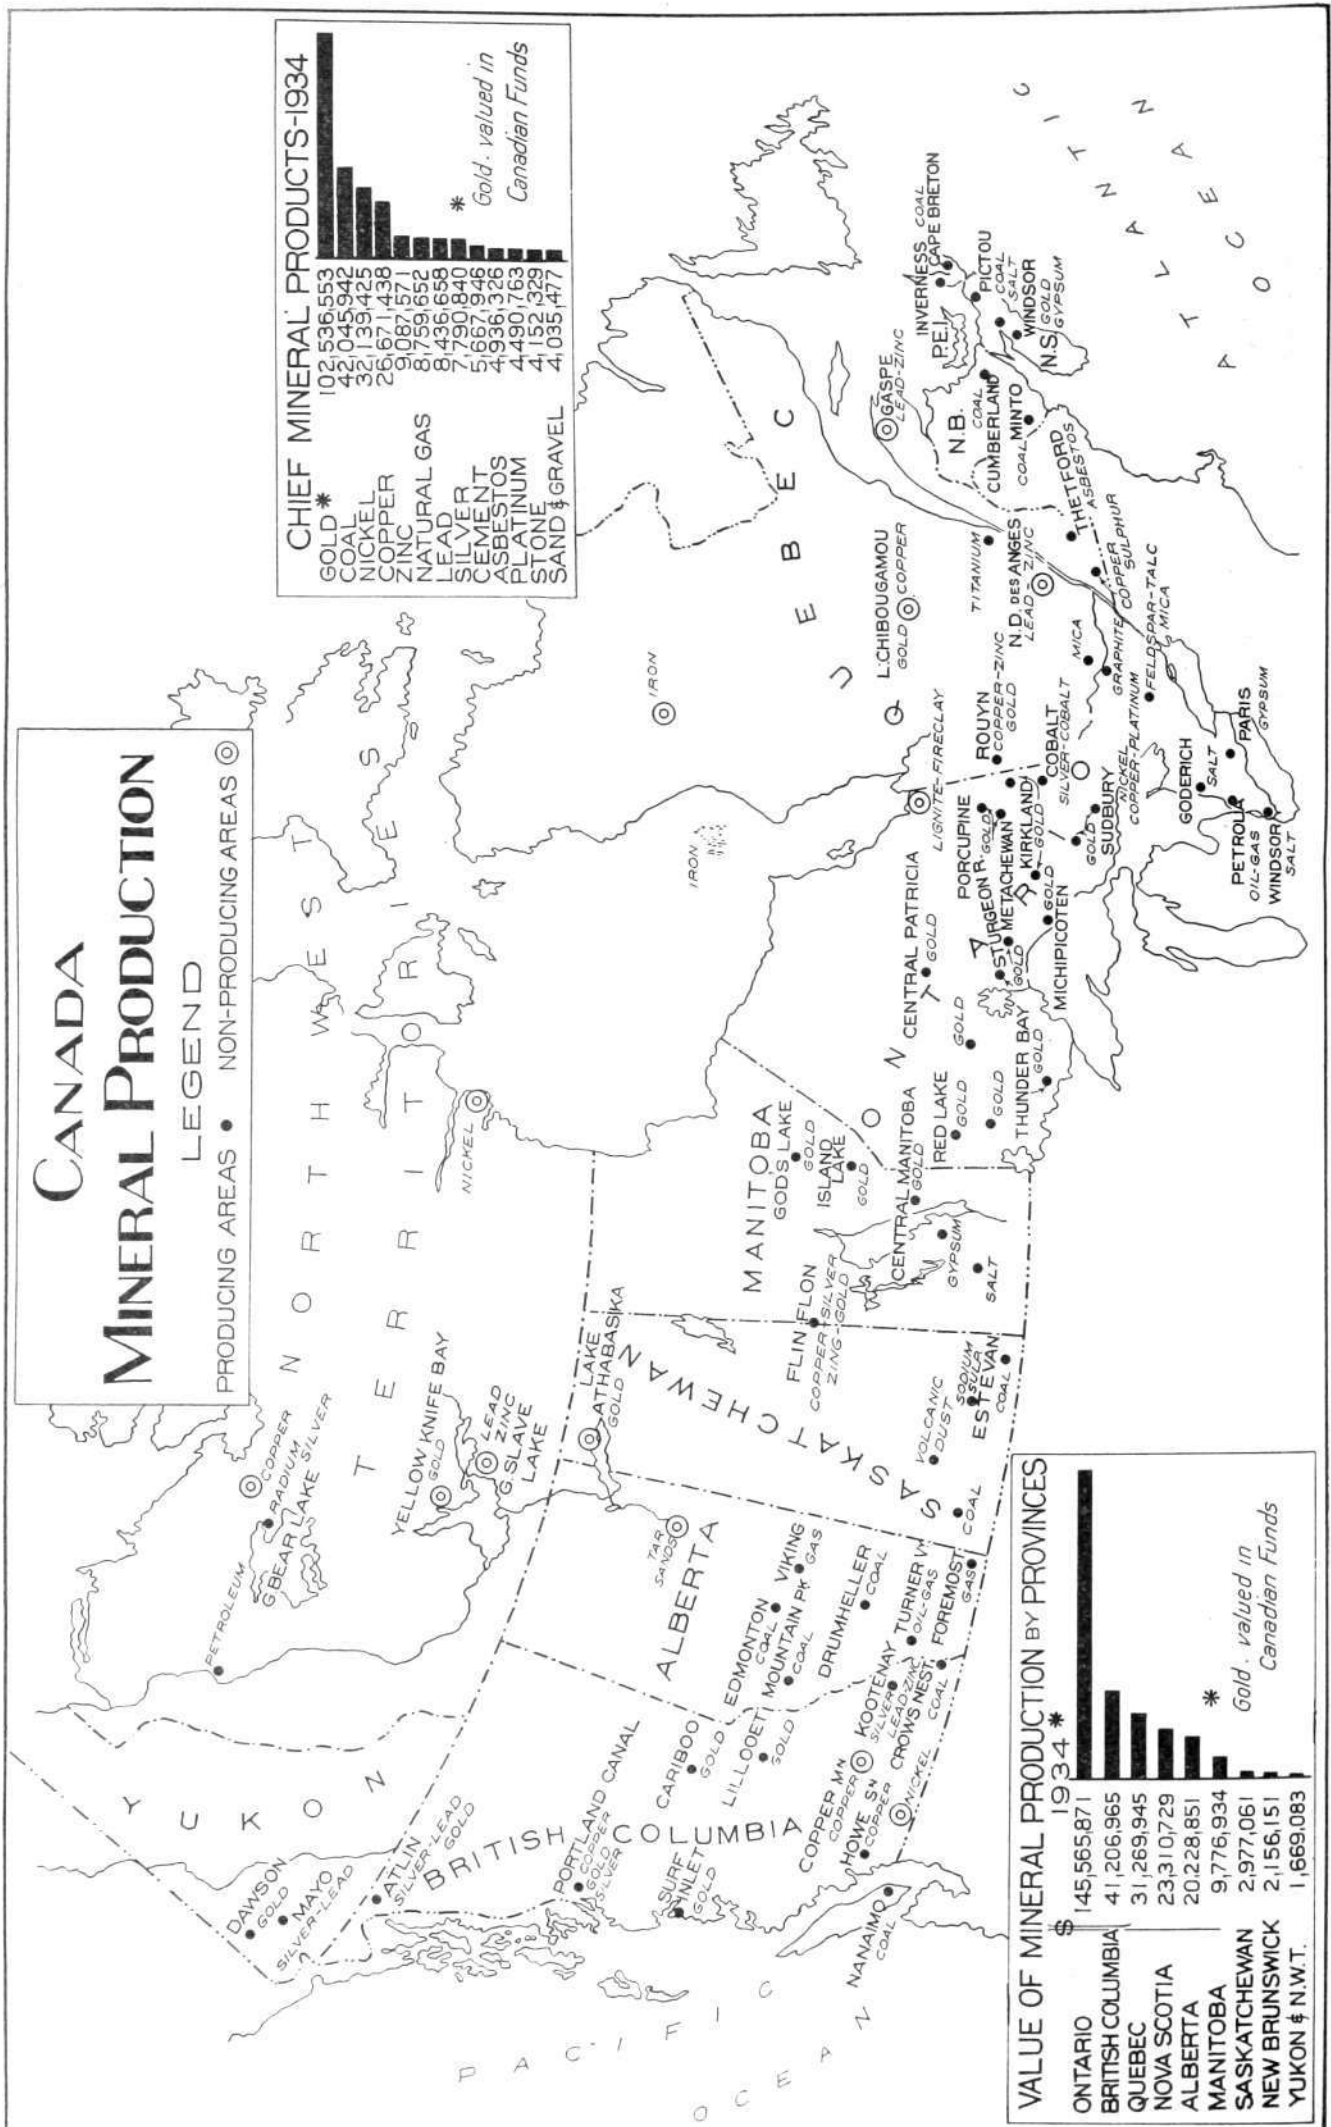 CANADA
MINERAL PRODUCTION
LEGEND
PRODUCING AREAS ● NON-PRODUCING AREAS ◎
CHIEF MINERAL PRODUCTS-1934
GOLD * 102,536,553
COAL 42,045,942
NICKEL 32,139,425
COPPER 26,671,438
ZINC 9,087,571
NATURAL GAS 8,759,652
LEAD 8,436,658
SILVER 7,790,840
CEMENT 5,667,946
ASBESTOS 4,936,326
PLATINUM 4,490,763
STONE 4,152,329
SAND & GRAVEL 4,035,477
* Gold. valued in
Canadian Funds
NORTH WEST
TERRITORIES
YUKON
DAWSON
GOLD
MAYO
SILVER-LEAD
ATLIN
SILVER-LEAD
GOLD
PETROLEUM
COPPER
RADIUM
G BEAR LAKE SILVER
YELLOW KNIFE BAY
GOLD
LEAD
ZINC
G. SLAVE
LAKE
LAKE
ATHABASKA
GOLD
NICKEL
IRON
IRON
BRITISH COLUMBIA
PORTLAND CANAL
COPPER
GOLD
SILVER
SURF
INLET
GOLD
CARIBOO
GOLD
LILLOOET
GOLD
COPPER MN
COPPER
HOWE SN
COPPER
NANAIMO
COAL
NICKEL
KOOTENAY
SILVER
LEAD-ZINC
CROWS NEST
COAL
ALBERTA
TAR
SANDS
EDMONTON
COAL
VIKING
GAS
MOUNTAIN PK
COAL
DRUMHELLER
COAL
TURNER V.
OIL-GAS
FOREMOST
GAS
SASKATCHEWAN
COAL
VOLCANIC
DUST
SODIUM
SULP.
ESTEVAN
COAL
MANITOBA
GOD'S LAKE
GOLD
ISLAND
LAKE
GOLD
FLIN FLON
COPPER SILVER
ZINC-GOLD
CENTRAL MANITOBA
GOLD
GYPSUM
SALT
ONTARIO
RED LAKE
GOLD
GOLD
GOLD
THUNDER BAY
GOLD
CENTRAL PATRICIA
GOLD
STURGEON R.
GOLD
PORCUPINE
GOLD
METACHEWAN
GOLD
KIRKLAND
GOLD
MICHIPICOTEN
GOLD
LIGNITE-FIRECLAY
COBALT
SILVER-COBALT
SUDBURY
NICKEL
COPPER-PLATINUM
GODERICH
SALT
PETROLIA
OIL-GAS
WINDSOR
SALT
PARIS
GYPSUM
FELDSPAR-TALC
MICA
GRAPHITE
QUEBEC
ROUYN
COPPER-ZINC
GOLD
L. CHIBOUGAMOU
GOLD COPPER
TITANIUM
N.D. DES ANGES
LEAD-ZINC
MICA
COPPER
SULPHUR
THETFORD
ASBESTOS
GASPE
LEAD-ZINC
N.B.
CUMBERLAND
COAL
MINTO
COAL
P.E.I.
INVERNESS
COAL
CAPE BRETON
PICTOU
COAL
SALT
WINDSOR
GOLD
GYPSUM
N.S.
PACIFIC
OCEAN
ATLANTIC
OCEAN
VALUE OF MINERAL PRODUCTION BY PROVINCES
$ 1934 *
ONTARIO 145,565,871
BRITISH COLUMBIA 41,206,965
QUEBEC 31,269,945
NOVA SCOTIA 23,310,729
ALBERTA 20,228,851
MANITOBA 9,776,934
SASKATCHEWAN 2,977,061
NEW BRUNSWICK 2,156,151
YUKON & N.W.T. 1,669,083
* Gold. valued in
Canadian Funds